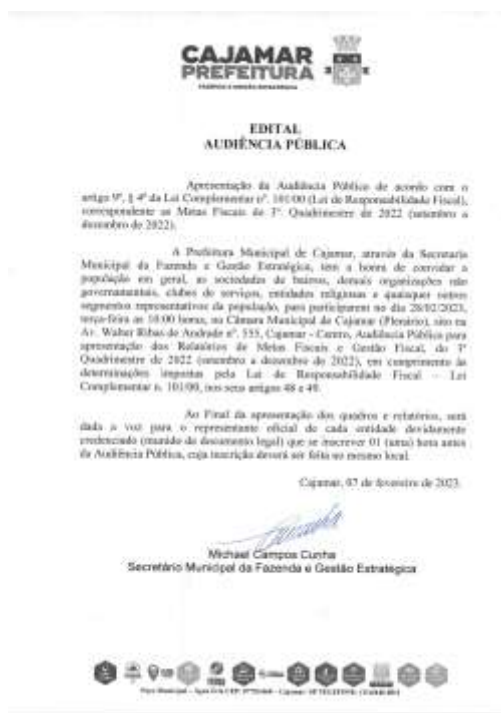 CAJAMAR
PREFEITURA
FAZENDA E GESTÃO ESTRATÉGICA
EDITAL
AUDIÊNCIA PÚBLICA
Apresentação da Audiência Pública de acordo com o
artigo 9º, § 4º da Lei Complementar nº. 101/00 (Lei de Responsabilidade Fiscal),
correspondente as Metas Fiscais do 3º. Quadrimestre de 2022 (setembro a
dezembro de 2022).
A Prefeitura Municipal de Cajamar, através da Secretaria
Municipal da Fazenda e Gestão Estratégica, tem a honra de convidar a
população em geral, as sociedades de bairros, demais organizações não
governamentais, clubes de serviços, entidades religiosas e quaisquer outros
segmentos representativos da população, para participarem no dia 28/02/2023,
terça-feira as 18:00 horas, na Câmara Municipal de Cajamar (Plenário), sito na
Av. Walter Ribas de Andrade nº. 555, Cajamar - Centro, Audiência Pública para
apresentação dos Relatórios de Metas Fiscais e Gestão Fiscal, do 3º
Quadrimestre de 2022 (setembro a dezembro de 2022), em cumprimento às
determinações impostas pela Lei de Responsabilidade Fiscal – Lei
Complementar n. 101/00, nos seus artigos 48 e 49.
Ao Final da apresentação dos quadros e relatórios, será
dada a voz para o representante oficial de cada entidade devidamente
credenciado (munido de documento legal) que se inscrever 01 (uma) hora antes
da Audiência Pública, cuja inscrição deverá ser feita no mesmo local.
Cajamar, 07 de fevereiro de 2023.
Michael Campos Cunha
Secretário Municipal da Fazenda e Gestão Estratégica